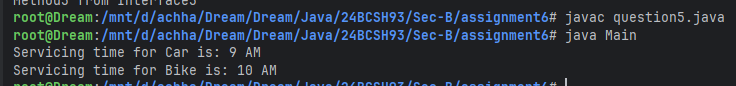 Method3 from Interface3
root@Dream:/mnt/d/achha/Dream/Dream/Java/24BCSH93/Sec-B/assignment6# javac question5.java
root@Dream:/mnt/d/achha/Dream/Dream/Java/24BCSH93/Sec-B/assignment6# java Main
Servicing time for Car is: 9 AM
Servicing time for Bike is: 10 AM
root@Dream:/mnt/d/achha/Dream/Dream/Java/24BCSH93/Sec-B/assignment6#